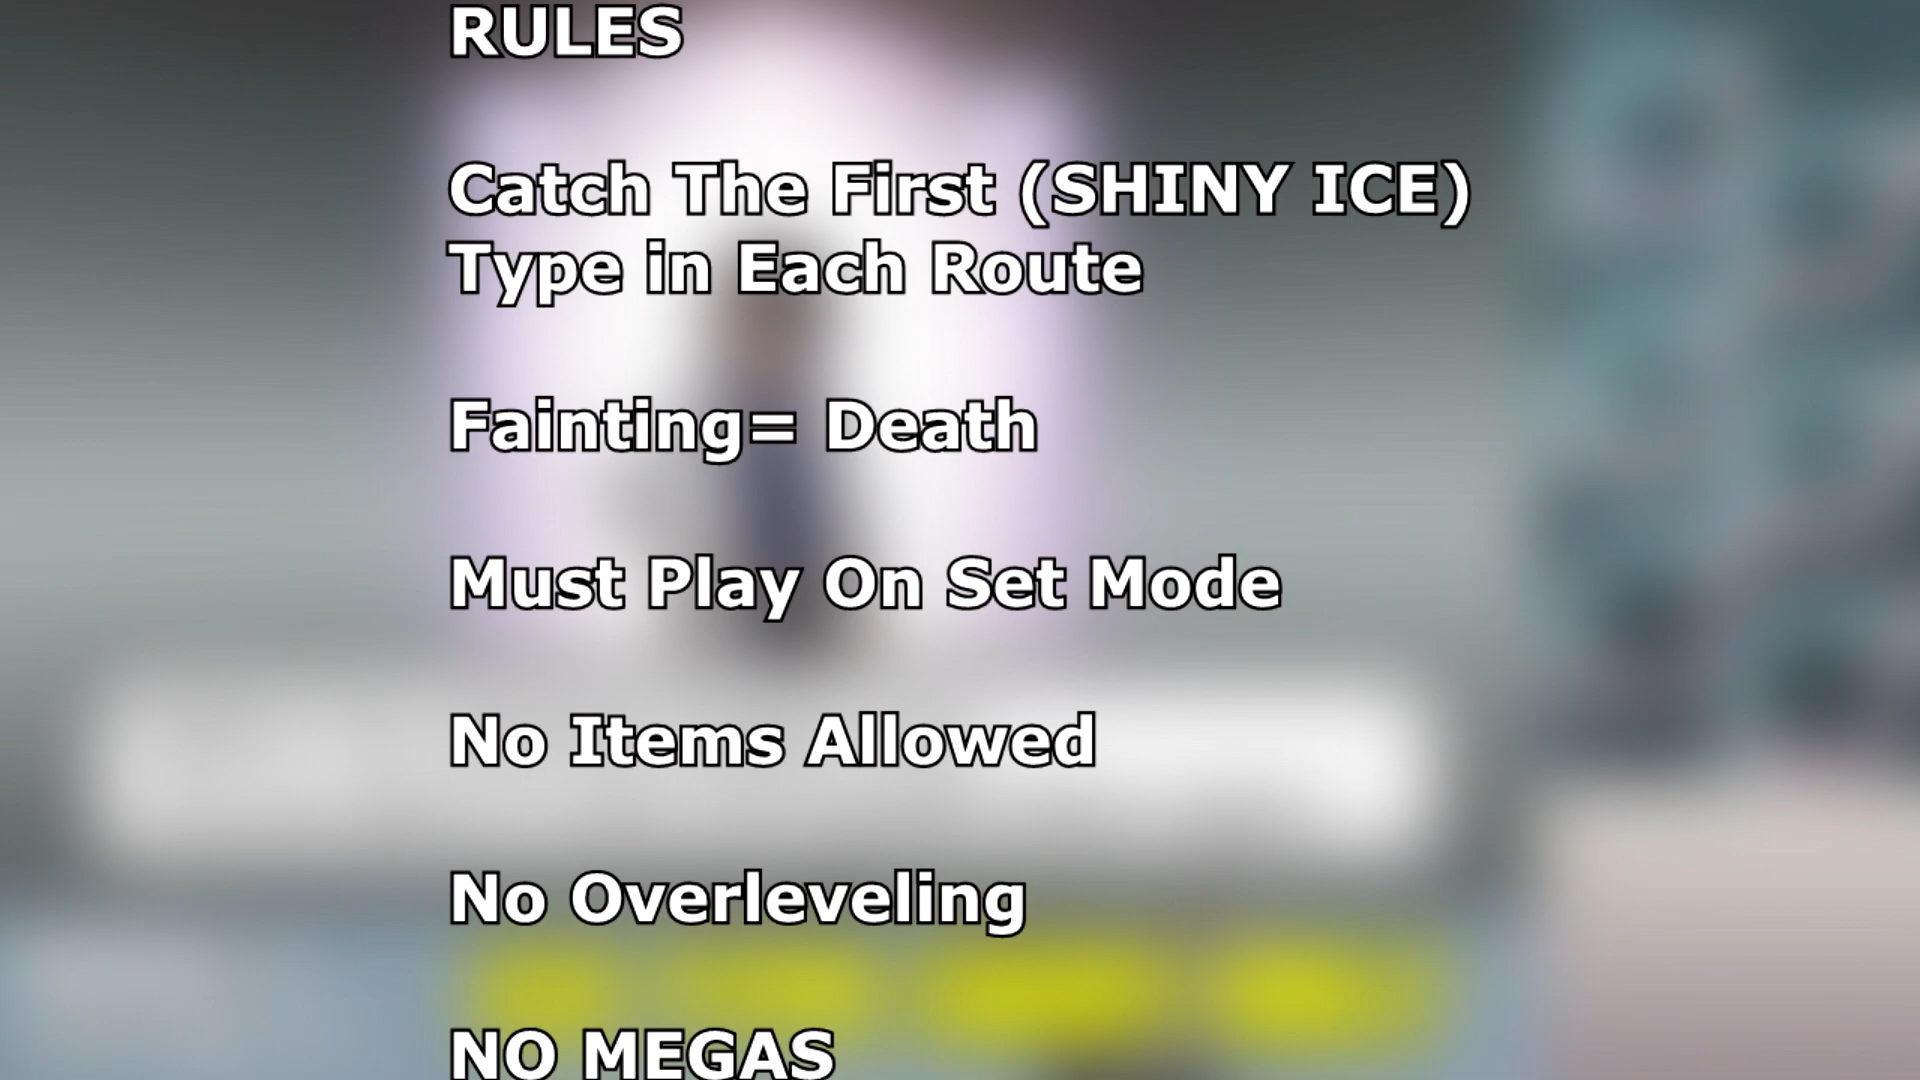 RULES
Catch The First (SHINY ICE)
Type in Each Route
Fainting= Death
Must Play On Set Mode
No Items Allowed
No Overleveling
NO MEGAS